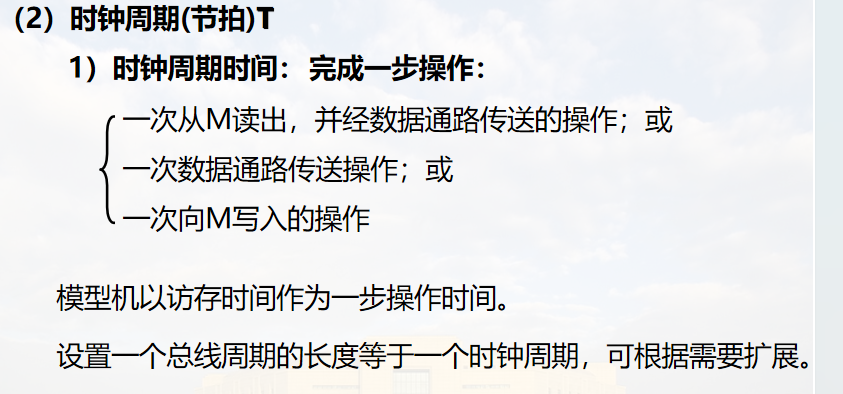 （2）时钟周期(节拍)T
1）时钟周期时间：完成一步操作：
一次从M读出，并经数据通路传送的操作；或
一次数据通路传送操作；或
一次向M写入的操作
模型机以访存时间作为一步操作时间。
设置一个总线周期的长度等于一个时钟周期，可根据需要扩展。